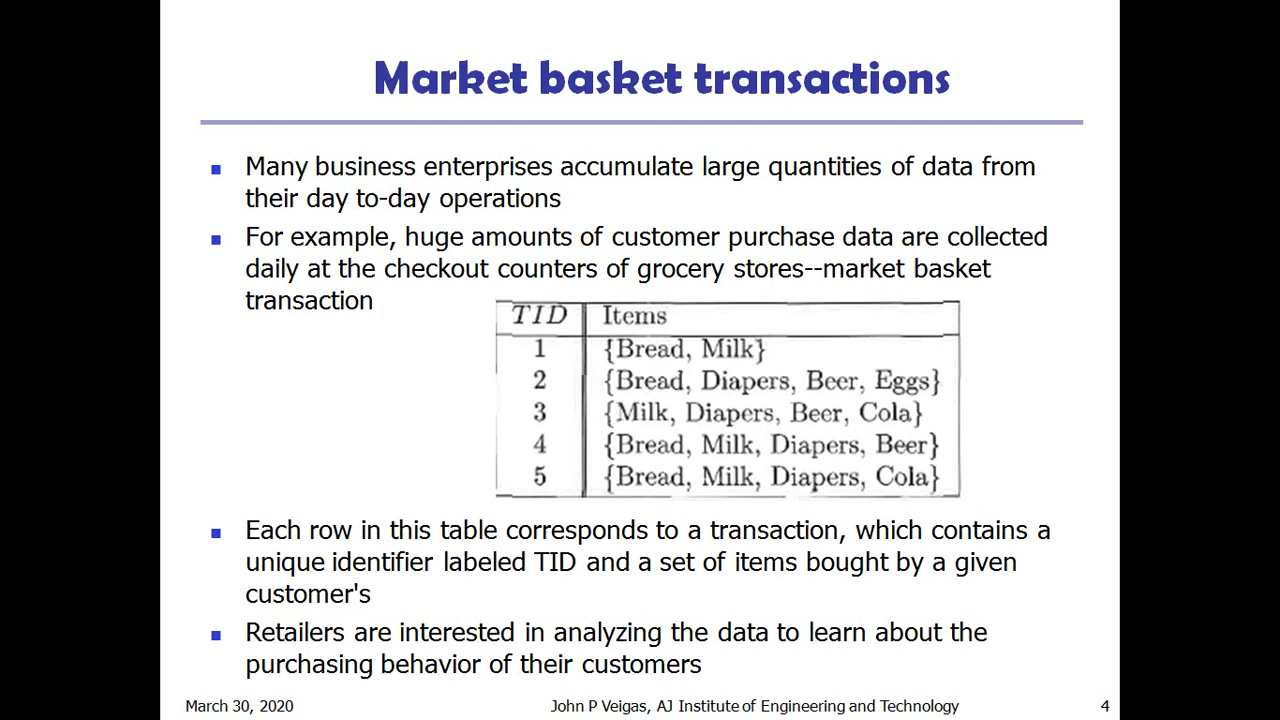 Market basket transactions
Many business enterprises accumulate large quantities of data from
their day to-day operations
For example, huge amounts of customer purchase data are collected
daily at the checkout counters of grocery stores--market basket
transaction
TID Items
1 {Bread, Milk}
2 {Bread, Diapers, Beer, Eggs}
3 {Milk, Diapers, Beer, Cola}
4 {Bread, Milk, Diapers, Beer}
5 {Bread, Milk, Diapers, Cola}
Each row in this table corresponds to a transaction, which contains a
unique identifier labeled TID and a set of items bought by a given
customer's
Retailers are interested in analyzing the data to learn about the
purchasing behavior of their customers
March 30, 2020 John P Veigas, AJ Institute of Engineering and Technology 4